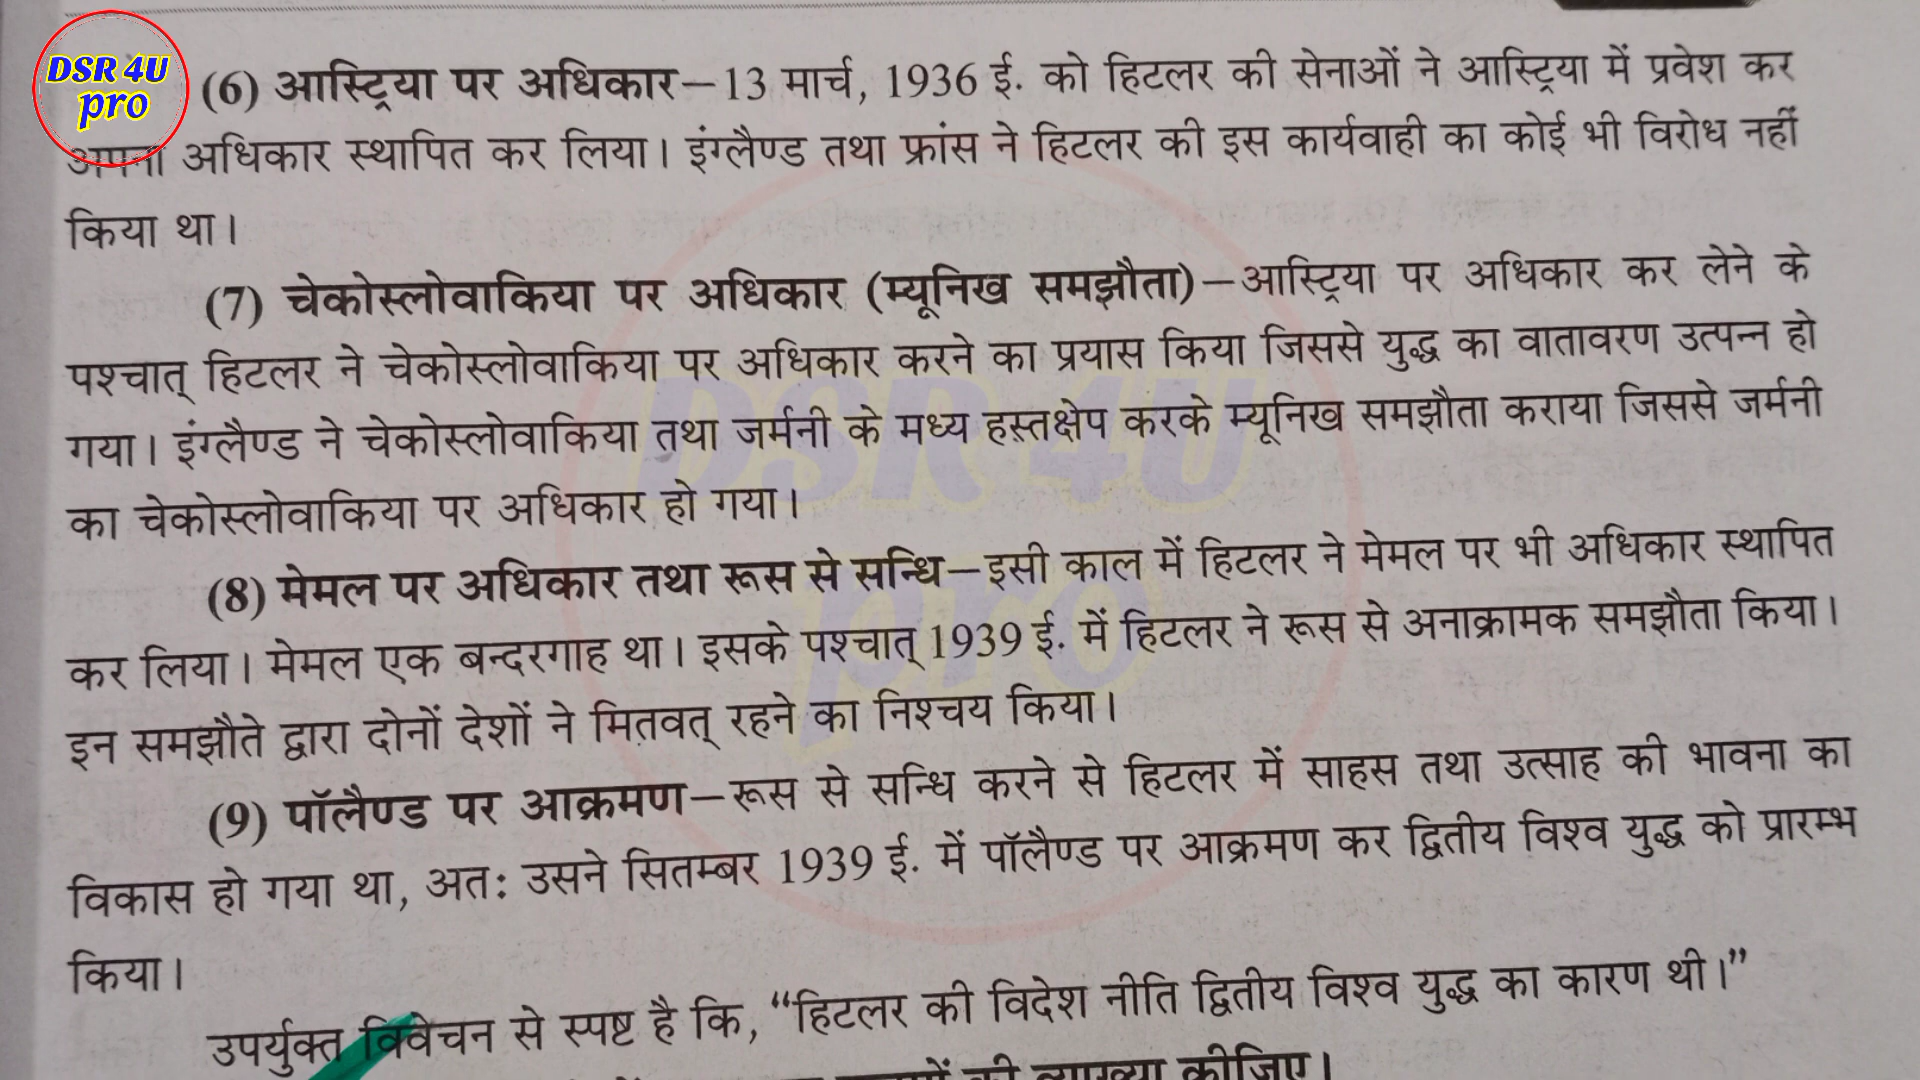 DSR 4U
pro
(6) आस्ट्रिया पर अधिकार—13 मार्च, 1936 ई. को हिटलर की सेनाओं ने आस्ट्रिया में प्रवेश कर
अपना अधिकार स्थापित कर लिया। इंग्लैण्ड तथा फ्रांस ने हिटलर की इस कार्यवाही का कोई भी विरोध नहीं
किया था।
(7) चेकोस्लोवाकिया पर अधिकार (म्यूनिख समझौता)—आस्ट्रिया पर अधिकार कर लेने के
पश्चात् हिटलर ने चेकोस्लोवाकिया पर अधिकार करने का प्रयास किया जिससे युद्ध का वातावरण उत्पन्न हो
गया। इंग्लैण्ड ने चेकोस्लोवाकिया तथा जर्मनी के मध्य हस्तक्षेप करके म्यूनिख समझौता कराया जिससे जर्मनी
का चेकोस्लोवाकिया पर अधिकार हो गया।
(8) मेमल पर अधिकार तथा रूस से सन्धि—इसी काल में हिटलर ने मेमल पर भी अधिकार स्थापित
कर लिया। मेमल एक बन्दरगाह था। इसके पश्चात् 1939 ई. में हिटलर ने रूस से अनाक्रामक समझौता किया।
इन समझौते द्वारा दोनों देशों ने मितवत् रहने का निश्चय किया।
(9) पॉलैण्ड पर आक्रमण—रूस से सन्धि करने से हिटलर में साहस तथा उत्साह की भावना का
विकास हो गया था, अतः उसने सितम्बर 1939 ई. में पॉलैण्ड पर आक्रमण कर द्वितीय विश्व युद्ध को प्रारम्भ
किया।
उपर्युक्त विवेचन से स्पष्ट है कि, “हिटलर की विदेश नीति द्वितीय विश्व युद्ध का कारण थी।”
की व्याख्या कीजिए।
DSR 4U
pro